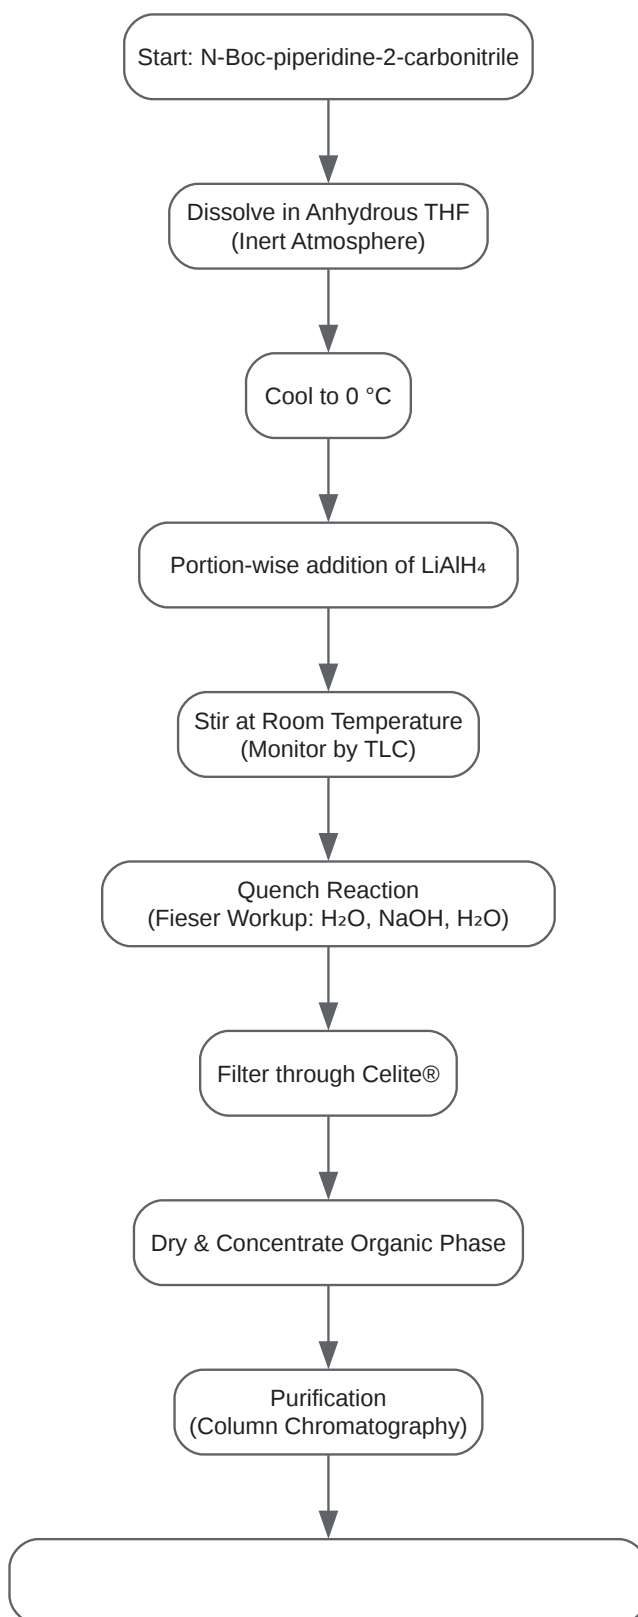 Start: N-Boc-piperidine-2-carbonitrile
Dissolve in Anhydrous THF
(Inert Atmosphere)
Cool to 0 °C
Portion-wise addition of LiAlH₄
Stir at Room Temperature
(Monitor by TLC)
Quench Reaction
(Fieser Workup: H₂O, NaOH, H₂O)
Filter through Celite®
Dry & Concentrate Organic Phase
Purification
(Column Chromatography)